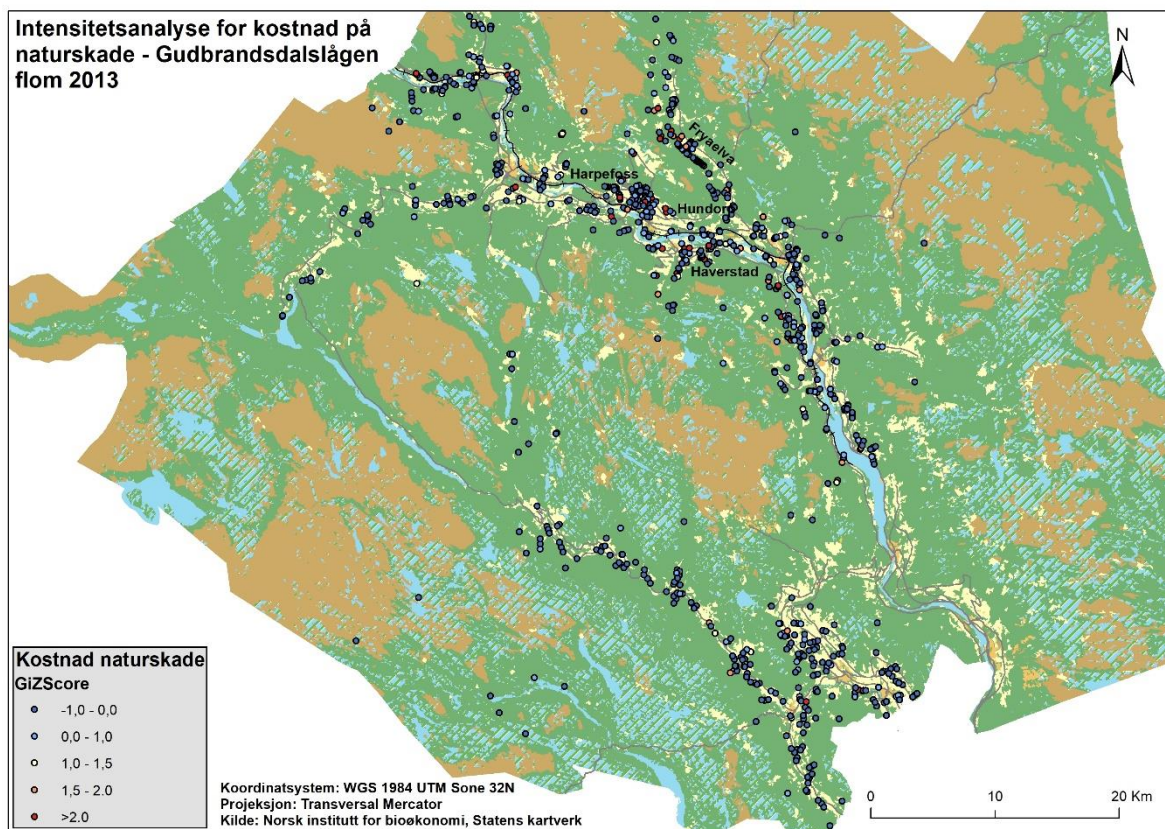 Intensitetsanalyse for kostnad på
naturskade - Gudbrandsdalslågen
flom 2013
N
Fryaelva
Harpefoss
Hundorp
Haverstad
Kostnad naturskade
GiZScore
-1,0 - 0,0
0,0 - 1,0
1,0 - 1,5
1,5 - 2.0
>2.0
Koordinatsystem: WGS 1984 UTM Sone 32N
Projeksjon: Transversal Mercator
Kilde: Norsk institutt for bioøkonomi, Statens kartverk
0 10 20 Km